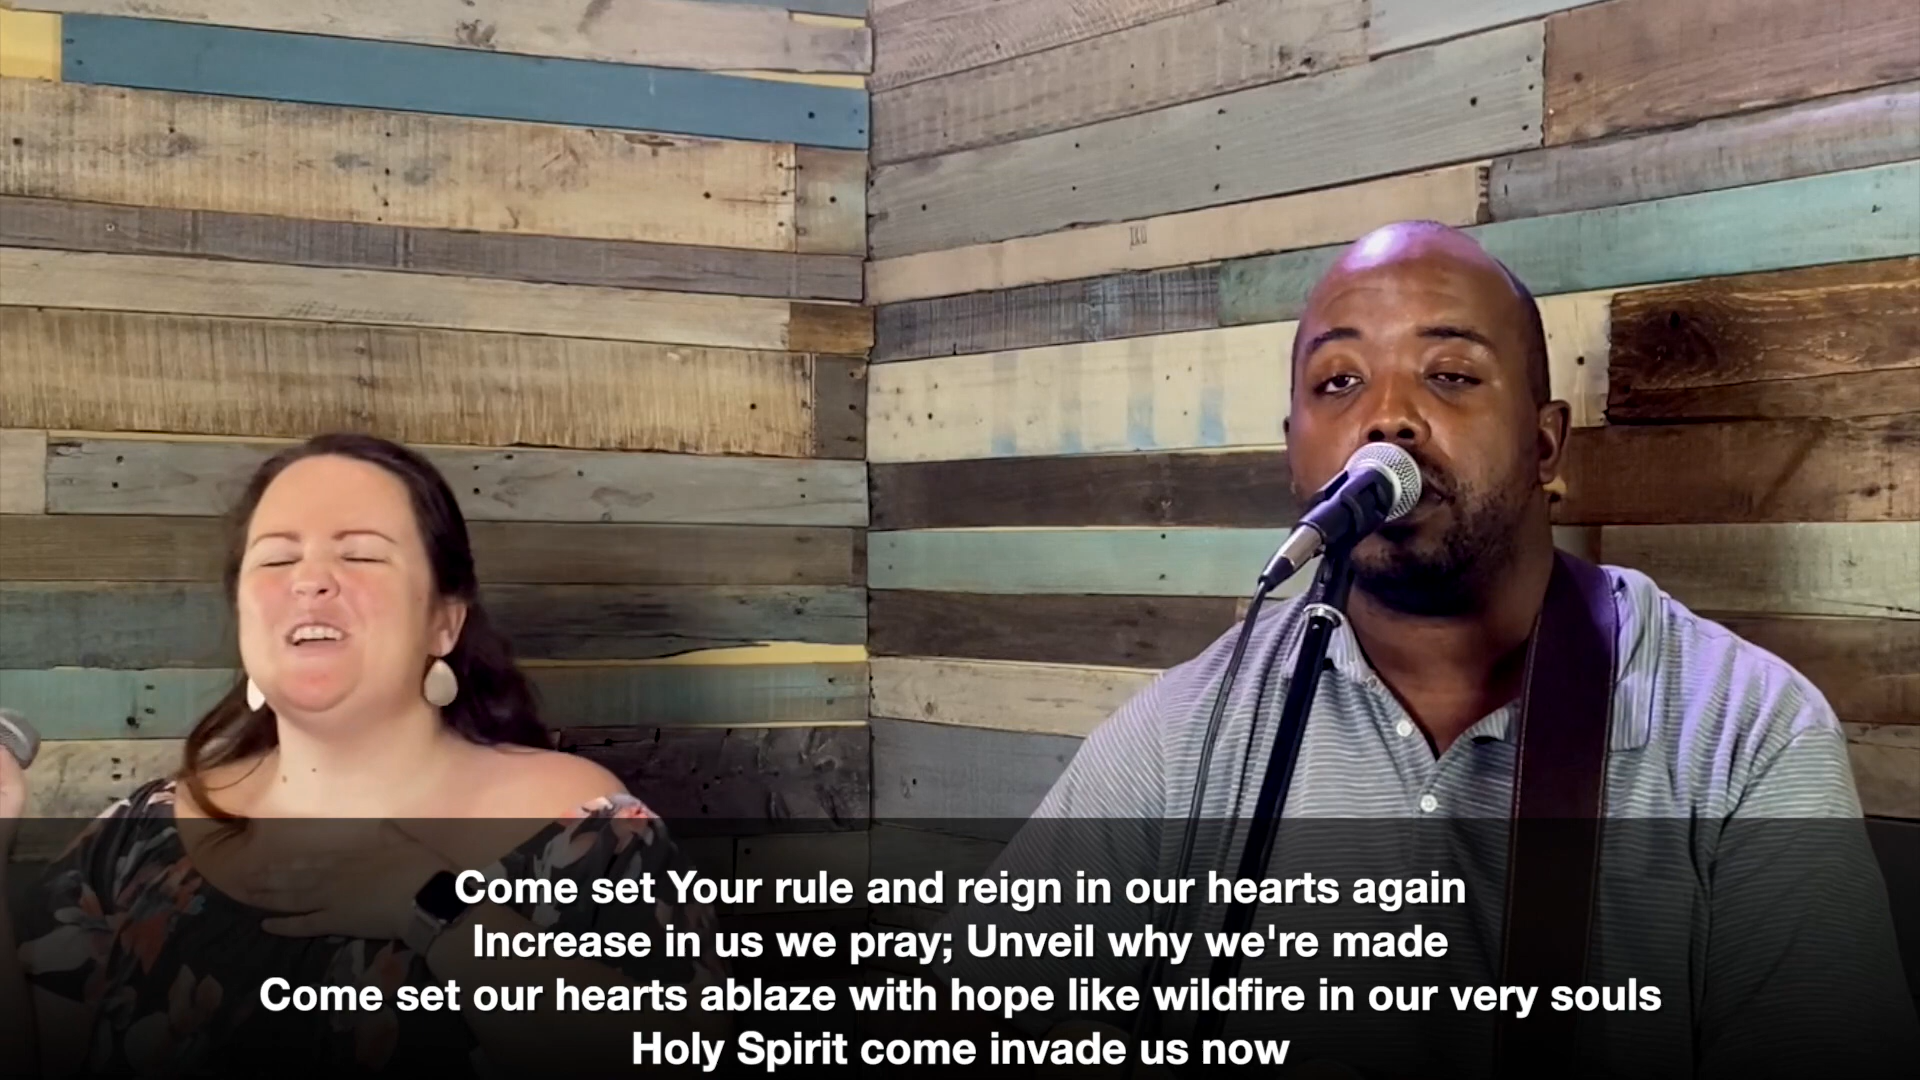 Come set Your rule and reign in our hearts again
Increase in us we pray; Unveil why we're made
Come set our hearts ablaze with hope like wildfire in our very souls
Holy Spirit come invade us now